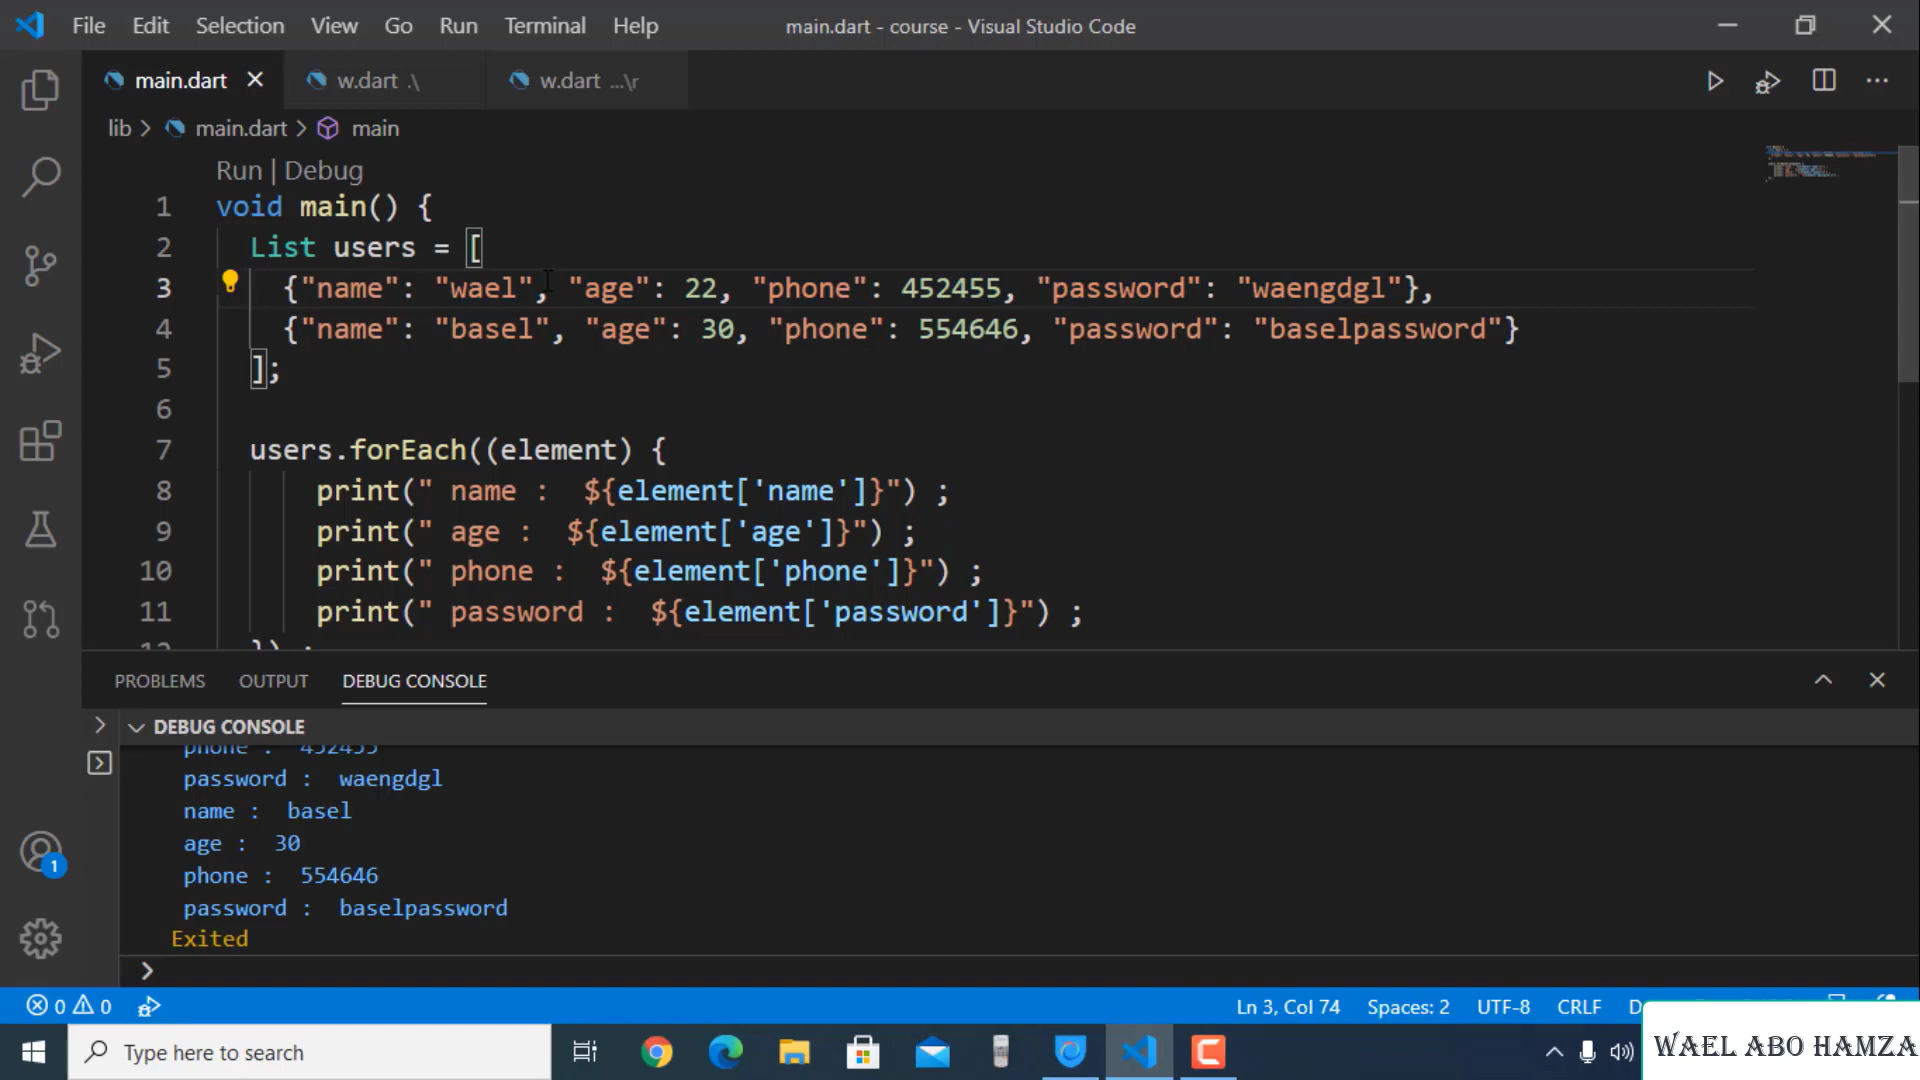 File Edit Selection View Go Run Terminal Help main.dart - course - Visual Studio Code
main.dart w.dart .\ w.dart ...\r
lib > main.dart > main
Run | Debug
1 void main() {
2 List users = [
3 {"name": "wael", "age": 22, "phone": 452455, "password": "waengdgl"},
4 {"name": "basel", "age": 30, "phone": 554646, "password": "baselpassword"}
5 ];
6
7 users.forEach((element) {
8 print(" name :  ${element['name']}") ;
9 print(" age :  ${element['age']}") ;
10 print(" phone :  ${element['phone']}") ;
11 print(" password :  ${element['password']}") ;
12 }) ;
PROBLEMS OUTPUT DEBUG CONSOLE
DEBUG CONSOLE
phone :  452455
password :  waengdgl
name :  basel
age :  30
phone :  554646
password :  baselpassword
Exited
1
0 0 Ln 3, Col 74 Spaces: 2 UTF-8 CRLF
Type here to search
WAEL ABO HAMZA